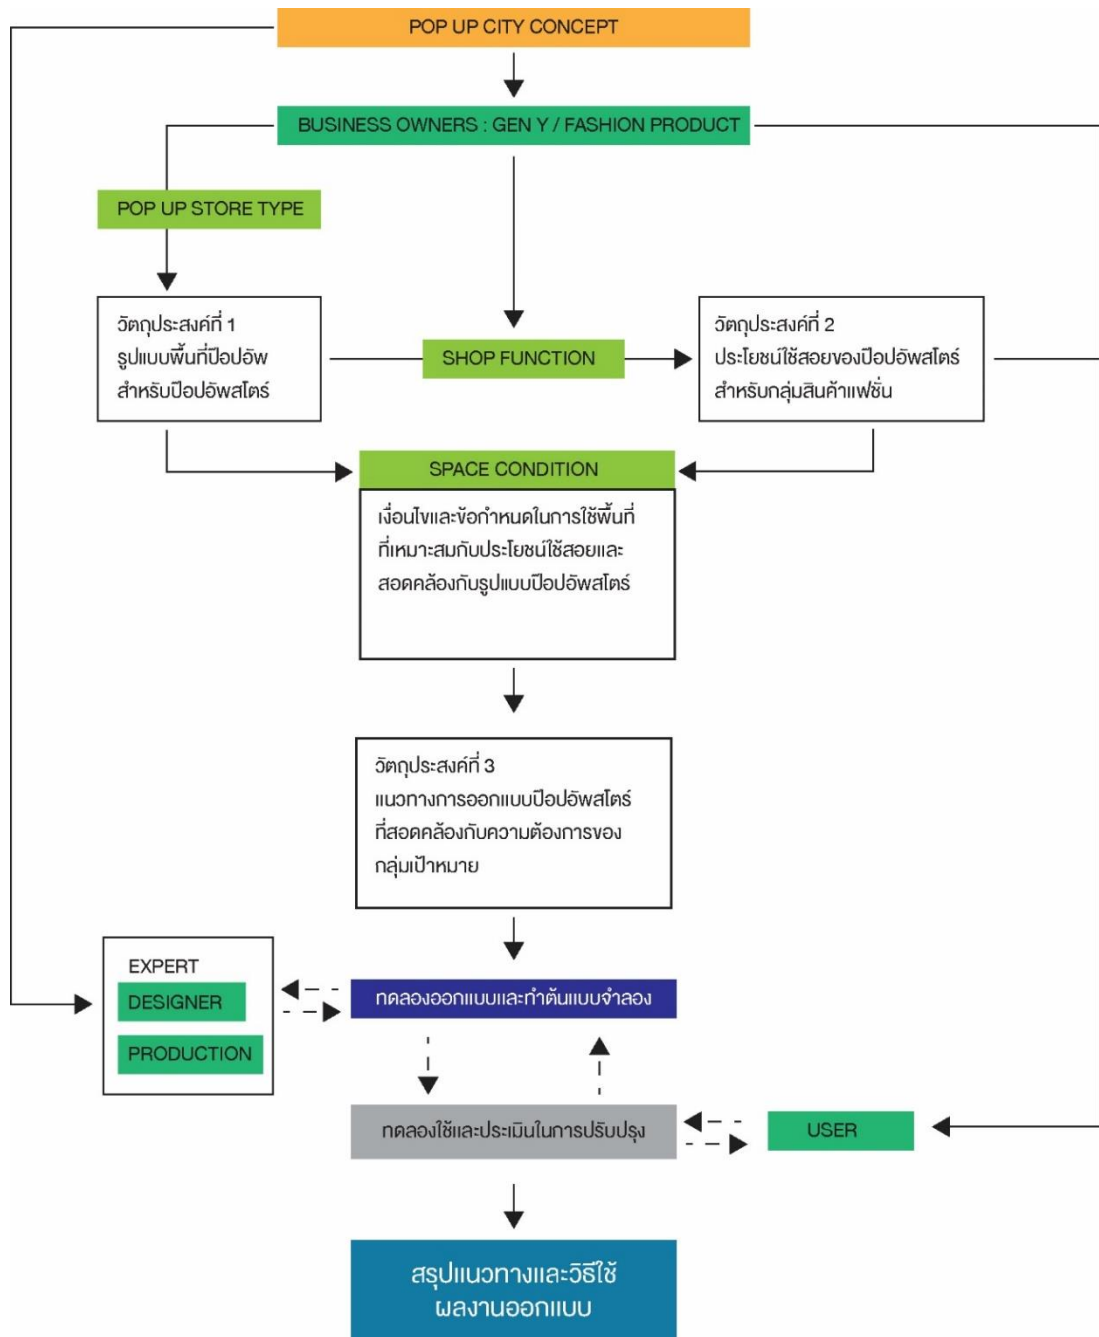 POP UP CITY CONCEPT
BUSINESS OWNERS : GEN Y / FASHION PRODUCT
POP UP STORE TYPE
วัตถุประสงค์ที่ 1
รูปแบบพื้นที่ป๊อปอัพ
สำหรับป๊อปอัพสโตร์
SHOP FUNCTION
วัตถุประสงค์ที่ 2
ประโยชน์ใช้สอยของป๊อปอัพสโตร์
สำหรับกลุ่มสินค้าแฟชั่น
SPACE CONDITION
เงื่อนไขและข้อกำหนดในการใช้พื้นที่
ที่เหมาะสมกับประโยชน์ใช้สอยและ
สอดคล้องกับรูปแบบป๊อปอัพสโตร์
วัตถุประสงค์ที่ 3
แนวทางการออกแบบป๊อปอัพสโตร์
ที่สอดคล้องกับความต้องการของ
กลุ่มเป้าหมาย
EXPERT
DESIGNER
PRODUCTION
ทดลองออกแบบและทำต้นแบบจำลอง
ทดลองใช้และประเมินในการปรับปรุง
USER
สรุปแนวทางและวิธีใช้
ผลงานออกแบบ